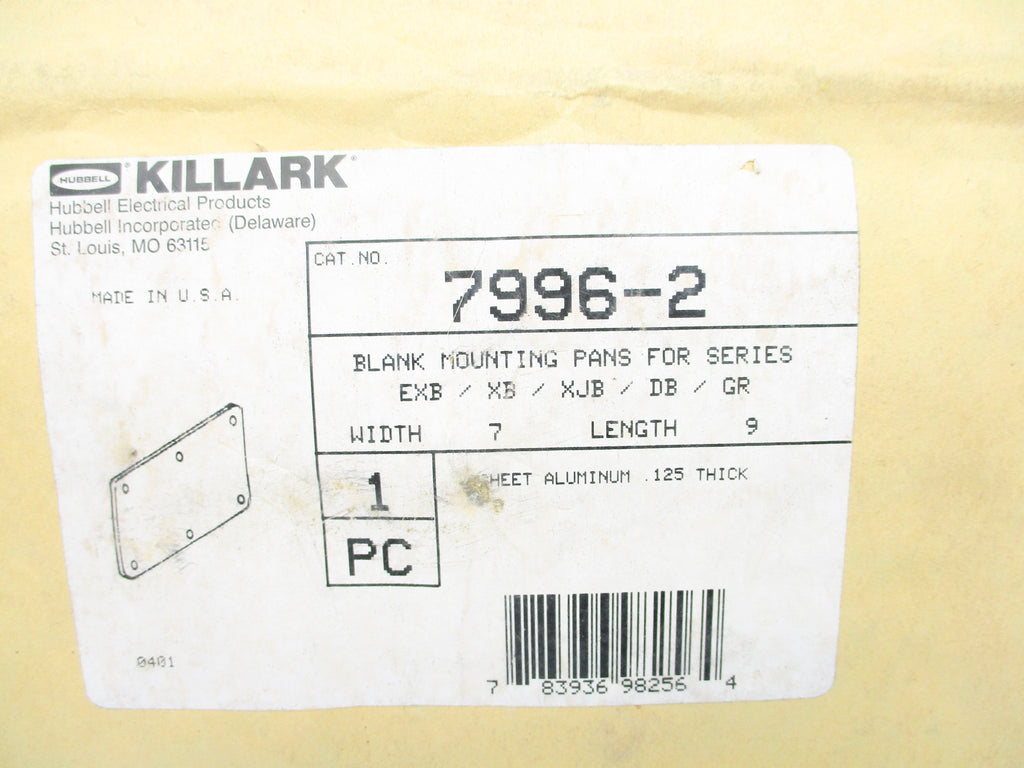 HUBBELL® KILLARK®
Hubbell Electrical Products
Hubbell Incorporated (Delaware)
St. Louis, MO 63115
MADE IN U.S.A.
CAT.NO.
7996-2
BLANK MOUNTING PANS FOR SERIES
EXB / XB / XJB / DB / GR
WIDTH 7 LENGTH 9
1
PC
SHEET ALUMINUM .125 THICK
0401
7 83936 98256 4